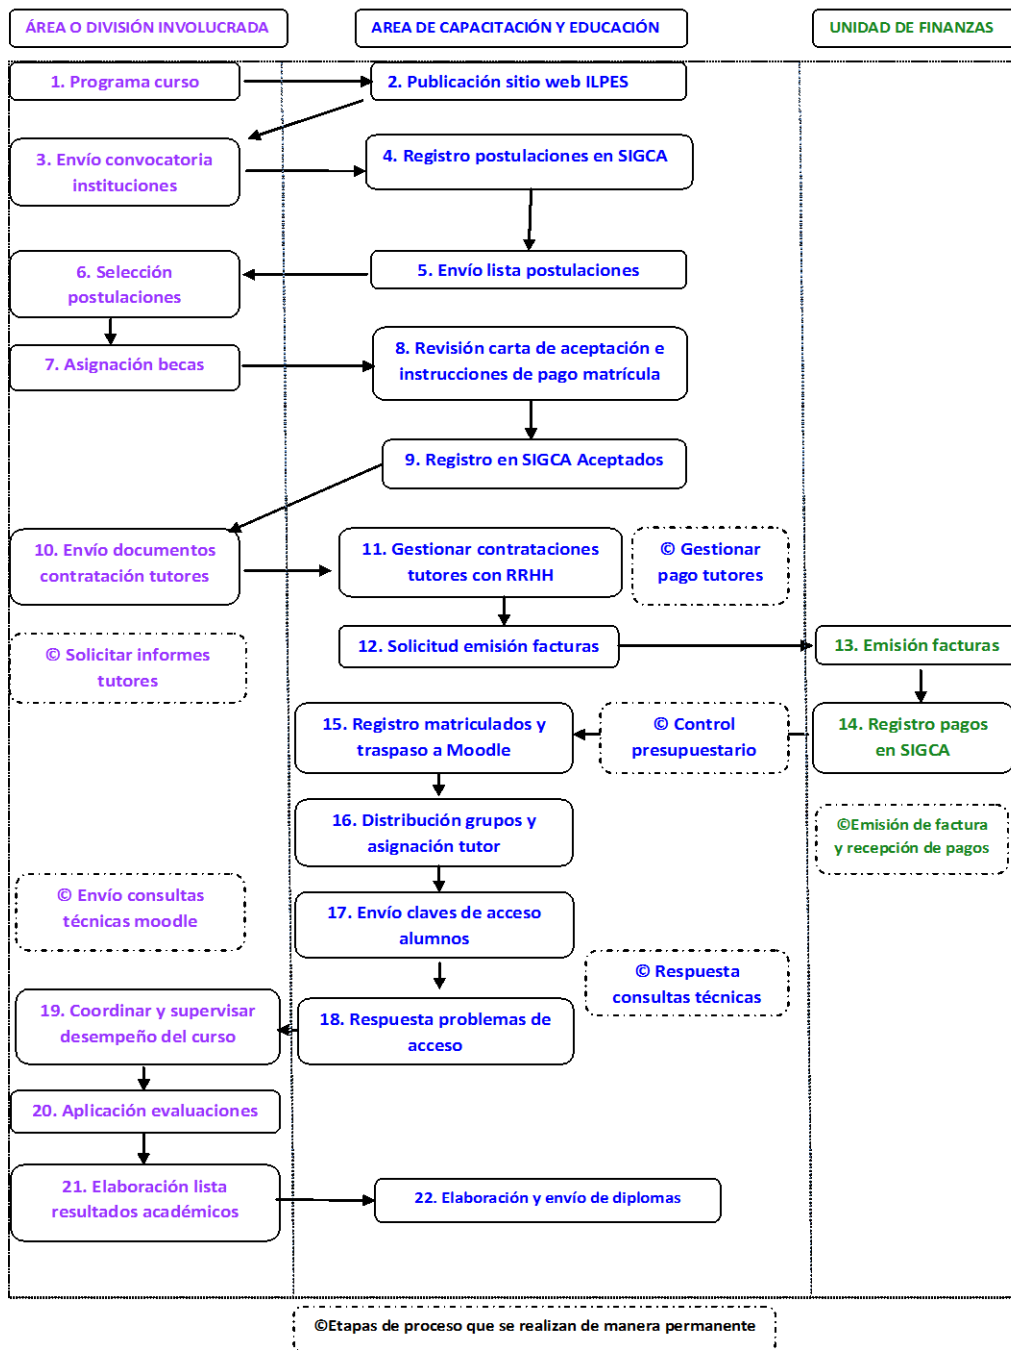 ÁREA O DIVISIÓN INVOLUCRADA
AREA DE CAPACITACIÓN Y EDUCACIÓN
UNIDAD DE FINANZAS
1. Programa curso
2. Publicación sitio web ILPES
3. Envío convocatoria
instituciones
4. Registro postulaciones en SIGCA
5. Envío lista postulaciones
6. Selección
postulaciones
7. Asignación becas
8. Revisión carta de aceptación e
instrucciones de pago matrícula
9. Registro en SIGCA Aceptados
10. Envío documentos
contratación tutores
11. Gestionar contrataciones
tutores con RRHH
© Gestionar
pago tutores
12. Solicitud emisión facturas
13. Emisión facturas
© Solicitar informes
tutores
14. Registro pagos
en SIGCA
© Control
presupuestario
15. Registro matriculados y
traspaso a Moodle
16. Distribución grupos y
asignación tutor
©Emisión de factura
y recepción de pagos
© Envío consultas
técnicas moodle
17. Envío claves de acceso
alumnos
© Respuesta
consultas técnicas
18. Respuesta problemas de
acceso
19. Coordinar y supervisar
desempeño del curso
20. Aplicación evaluaciones
21. Elaboración lista
resultados académicos
22. Elaboración y envío de diplomas
©Etapas de proceso que se realizan de manera permanente